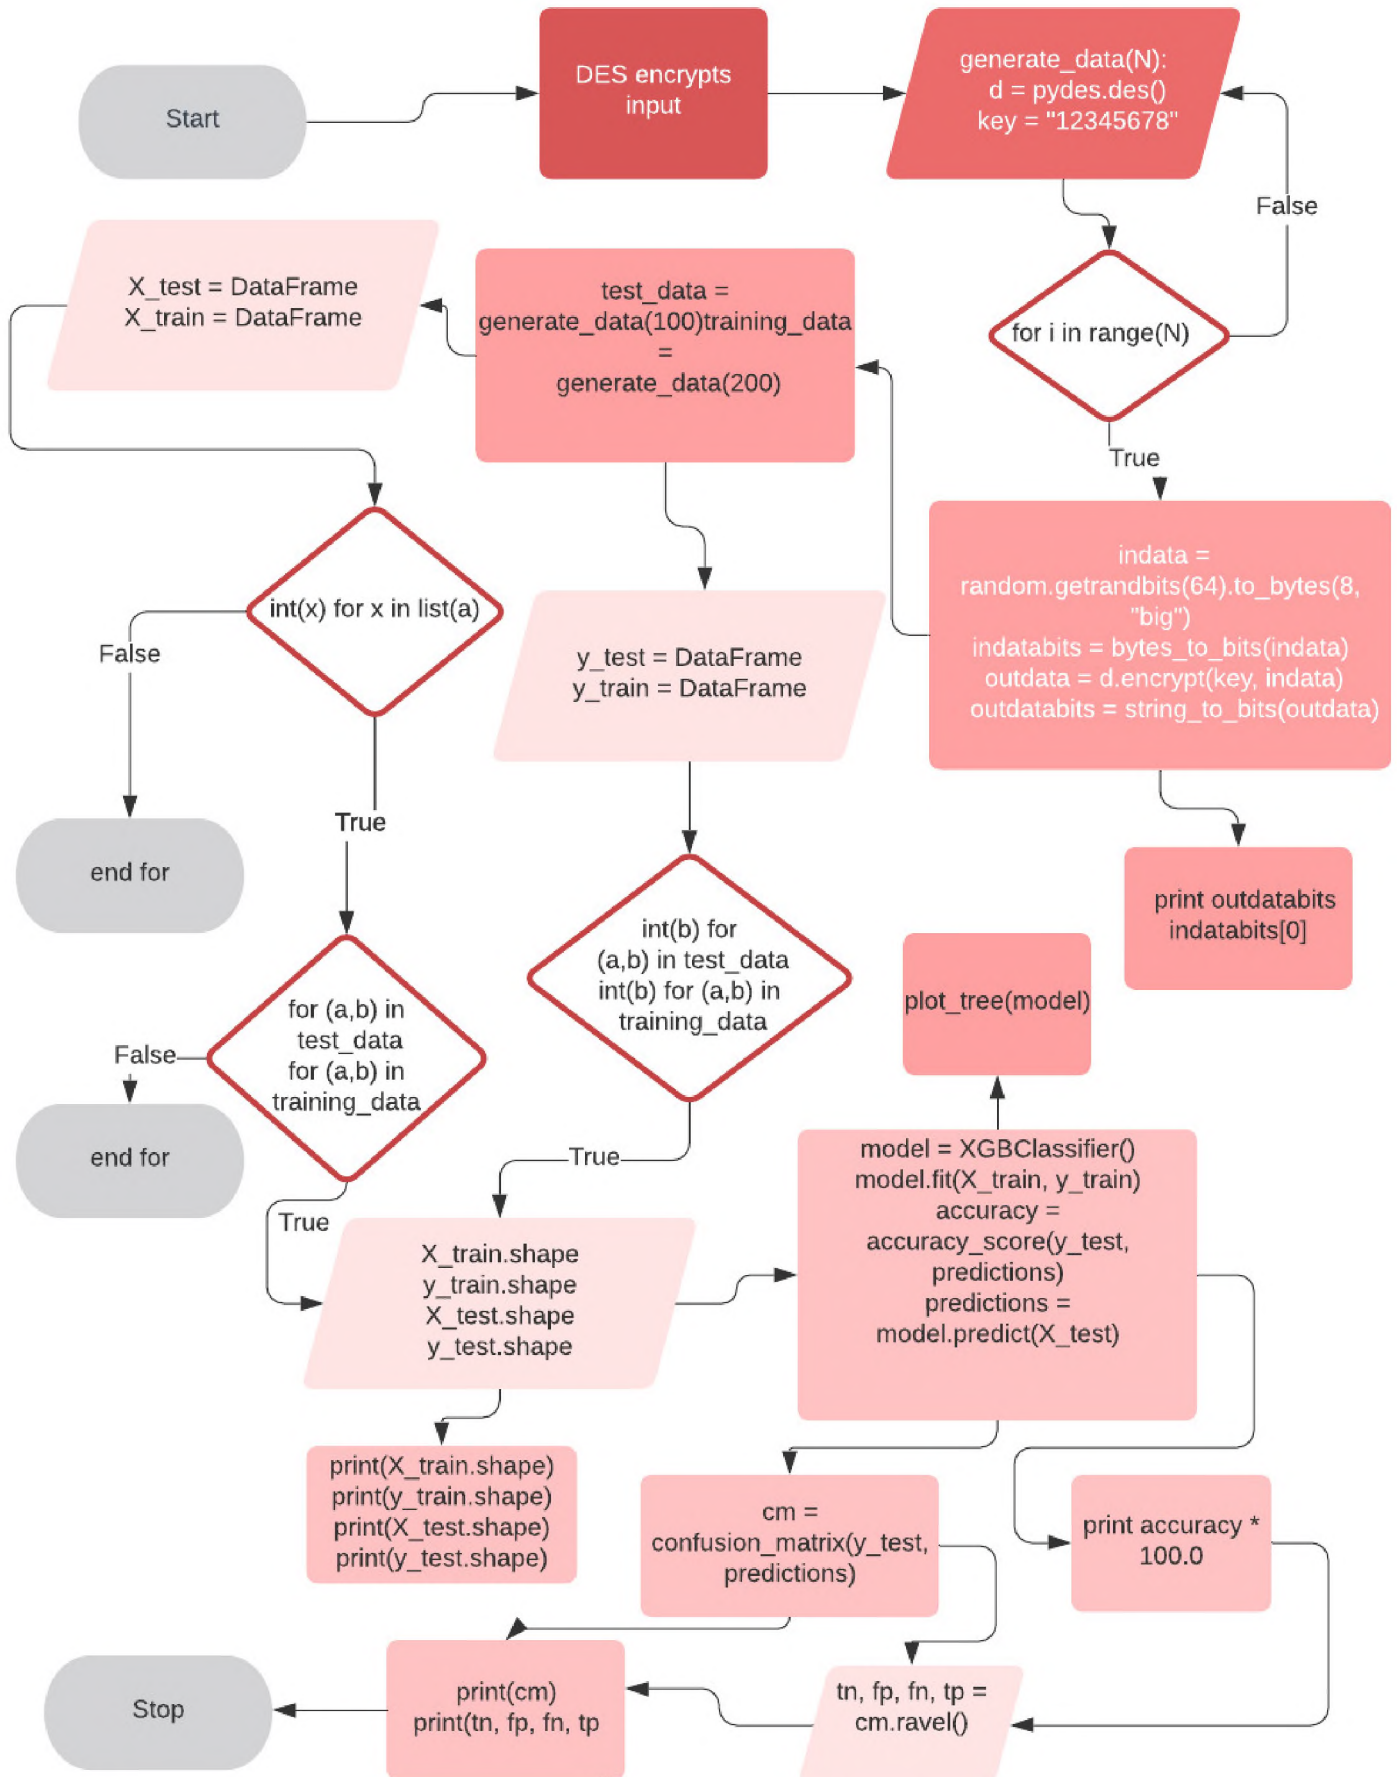 Start
DES encrypts
input
generate_data(N):
d = pydes.des()
key = "12345678"
False
X_test = DataFrame
X_train = DataFrame
test_data =
generate_data(100)training_data
=
generate_data(200)
for i in range(N)
True
int(x) for x in list(a)
False
y_test = DataFrame
y_train = DataFrame
indata =
random.getrandbits(64).to_bytes(8,
"big")
indatabits = bytes_to_bits(indata)
outdata = d.encrypt(key, indata)
outdatabits = string_to_bits(outdata)
True
end for
print outdatabits
indatabits[0]
int(b) for
(a,b) in test_data
int(b) for (a,b) in
training_data
plot_tree(model)
for (a,b) in
test_data
for (a,b) in
training_data
False
end for
True
True
model = XGBClassifier()
model.fit(X_train, y_train)
accuracy =
accuracy_score(y_test,
predictions)
predictions =
model.predict(X_test)
X_train.shape
y_train.shape
X_test.shape
y_test.shape
print(X_train.shape)
print(y_train.shape)
print(X_test.shape)
print(y_test.shape)
cm =
confusion_matrix(y_test,
predictions)
print accuracy *
100.0
Stop
print(cm)
print(tn, fp, fn, tp
tn, fp, fn, tp =
cm.ravel()